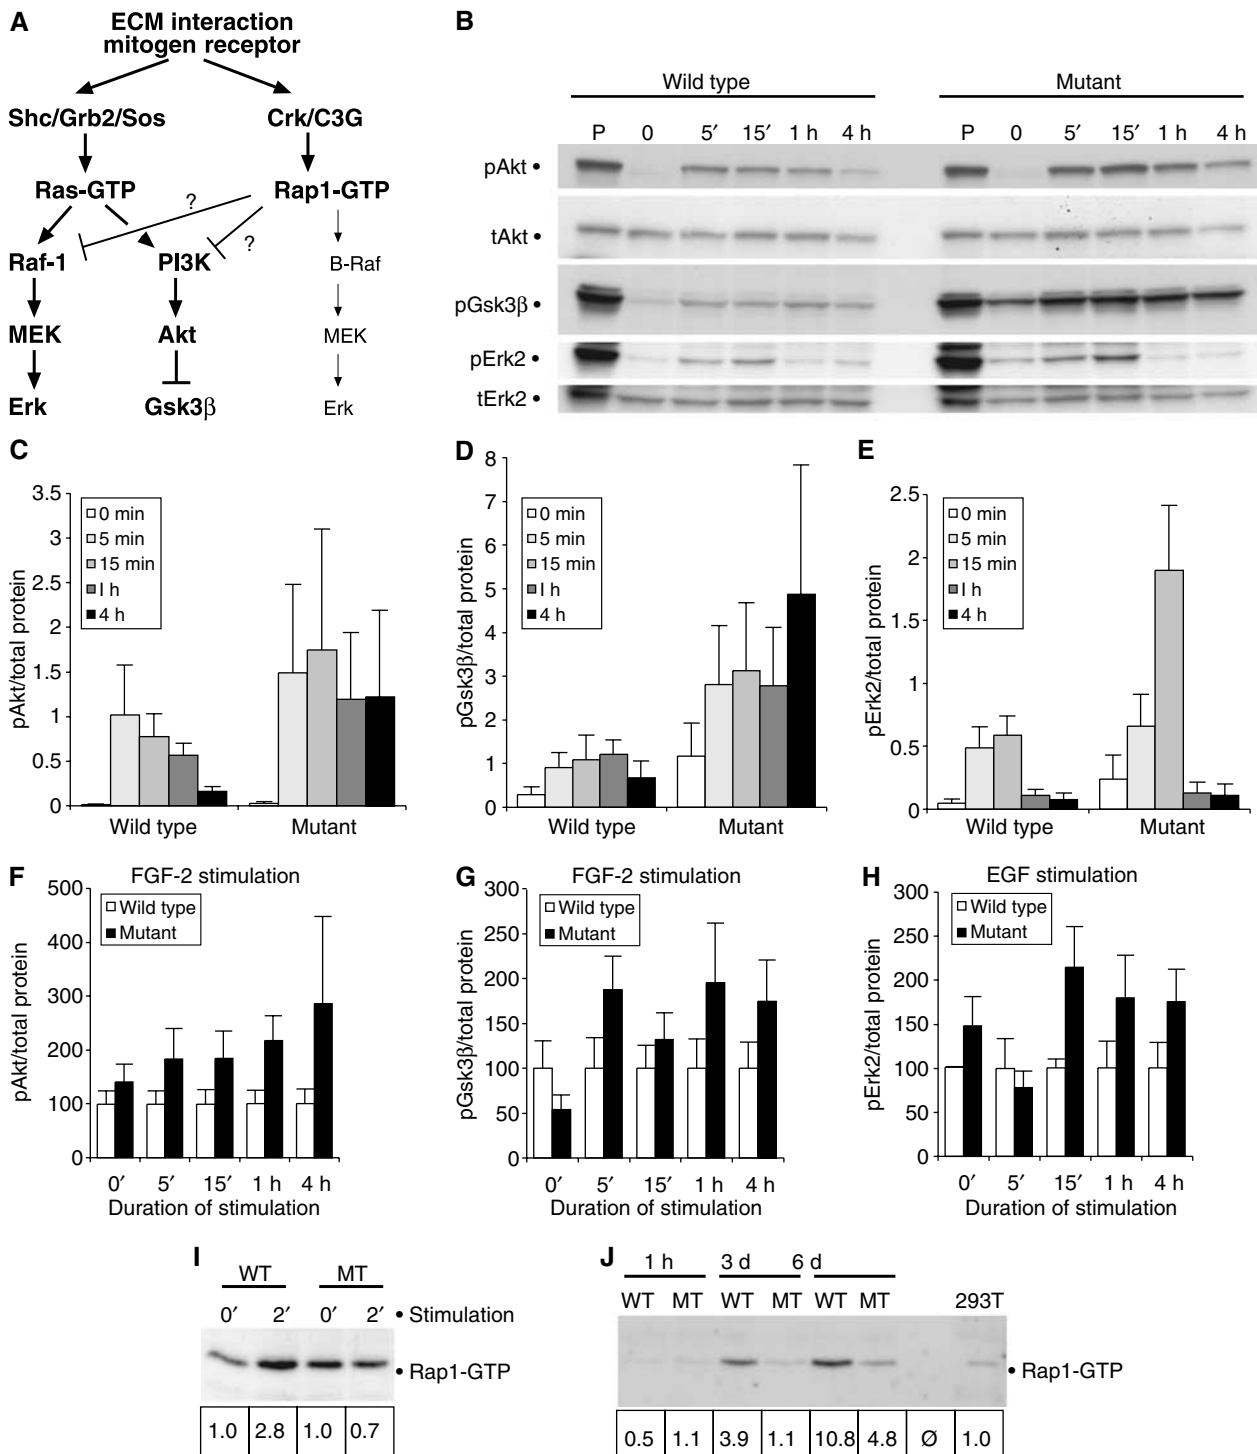 A
ECM interaction
mitogen receptor
Shc/Grb2/Sos
Crk/C3G
Ras-GTP
Rap1-GTP
?
?
Raf-1
PI3K
B-Raf
MEK
Akt
MEK
Erk
Gsk3β
Erk
B
Wild type
Mutant
P 0 5′ 15′ 1 h 4 h
P 0 5′ 15′ 1 h 4 h
pAkt •
tAkt •
pGsk3β •
pErk2 •
tErk2 •
C
pAkt/total protein
3.5
3
2.5
2
1.5
1
0.5
0
0 min
5 min
15 min
I h
4 h
Wild type
Mutant
D
pGsk3β/total protein
8
7
6
5
4
3
2
1
0
0 min
5 min
15 min
I h
4 h
Wild type
Mutant
E
pErk2/total protein
2.5
2
1.5
1
0.5
0
0 min
5 min
15 min
I h
4 h
Wild type
Mutant
F
FGF-2 stimulation
pAkt/total protein
500
400
300
200
100
0
Wild type
Mutant
0′ 5′ 15′ 1 h 4 h
Duration of stimulation
G
FGF-2 stimulation
pGsk3β/total protein
300
250
200
150
100
50
0
Wild type
Mutant
0′ 5′ 15′ 1 h 4 h
Duration of stimulation
H
EGF stimulation
pErk2/total protein
300
250
200
150
100
50
0
Wild type
Mutant
0′ 5′ 15′ 1 h 4 h
Duration of stimulation
I
WT MT
0′ 2′ 0′ 2′ • Stimulation
• Rap1-GTP
1.0 2.8 1.0 0.7
J
1 h 3 d 6 d
WT MT WT MT WT MT 293T
• Rap1-GTP
0.5 1.1 3.9 1.1 10.8 4.8 Ø 1.0